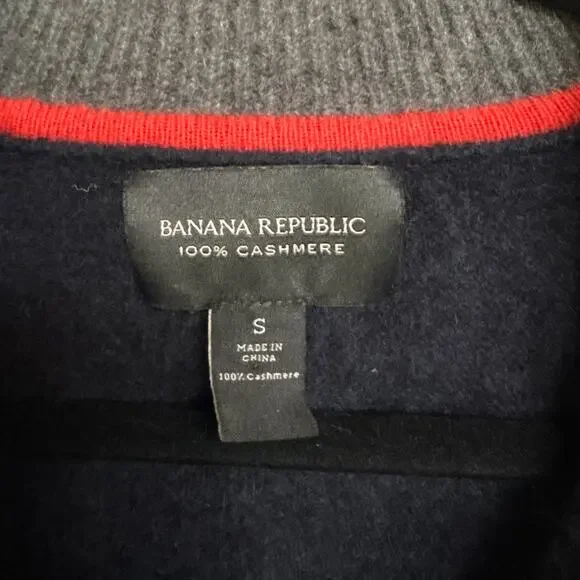 BANANA REPUBLIC
100% CASHMERE
S
MADE IN
CHINA
100% Cashmere